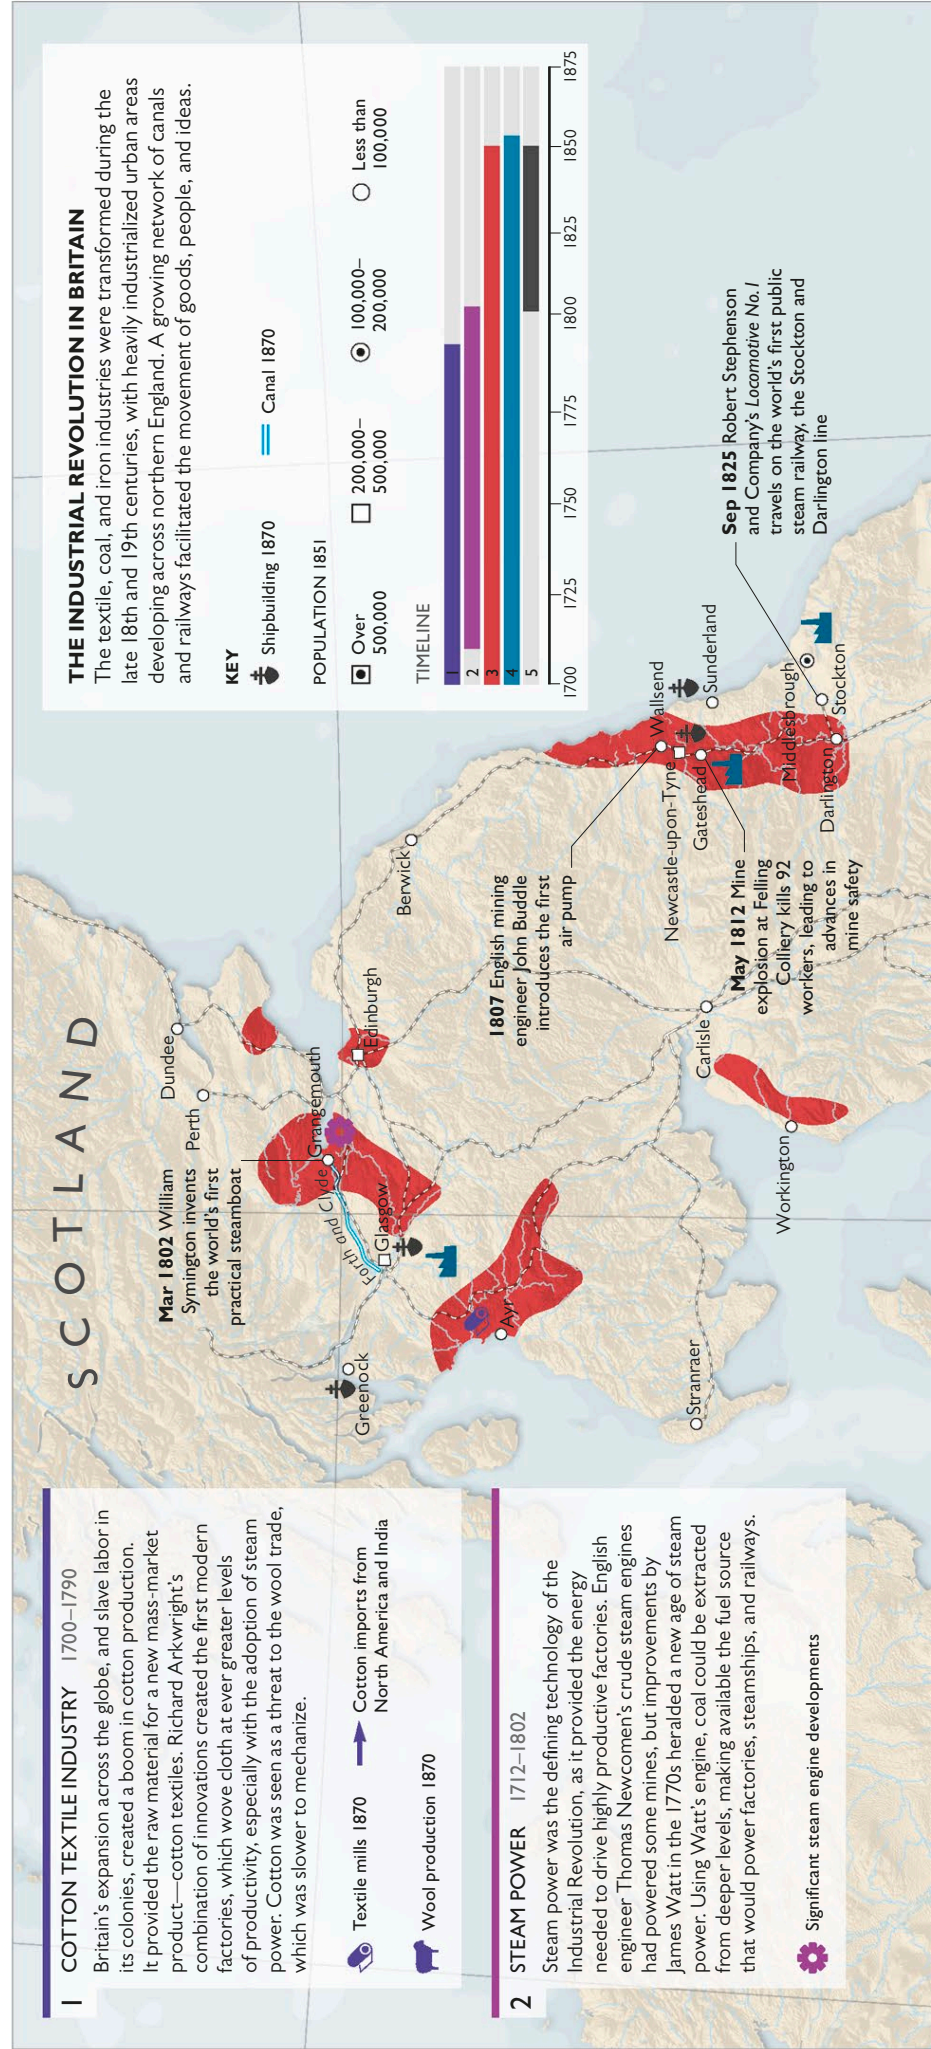 1 COTTON TEXTILE INDUSTRY 1700–1790
Britain's expansion across the globe, and slave labor in
its colonies, created a boom in cotton production.
It provided the raw material for a new mass-market
product—cotton textiles. Richard Arkwright's
combination of innovations created the first modern
factories, which wove cloth at ever greater levels
of productivity, especially with the adoption of steam
power. Cotton was seen as a threat to the wool trade,
which was slower to mechanize.
Textile mills 1870
Cotton imports from
North America and India
Wool production 1870
2 STEAM POWER 1712–1802
Steam power was the defining technology of the
Industrial Revolution, as it provided the energy
needed to drive highly productive factories. English
engineer Thomas Newcomen's crude steam engines
had powered some mines, but improvements by
James Watt in the 1770s heralded a new age of steam
power. Using Watt's engine, coal could be extracted
from deeper levels, making available the fuel source
that would power factories, steamships, and railways.
Significant steam engine developments
SCOTLAND
Mar 1802 William
Symington invents
the world's first
practical steamboat
Dundee
Perth
Grangemouth
Forth and Clyde
Glasgow
Edinburgh
Greenock
Ayr
Stranraer
Berwick
1807 English mining
engineer John Buddle
introduces the first
air pump
Wallsend
Newcastle-upon-Tyne
Gateshead
Sunderland
May 1812 Mine
explosion at Felling
Colliery kills 92
workers, leading to
advances in
mine safety
Carlisle
Workington
Middlesbrough
Darlington
Stockton
Sep 1825 Robert Stephenson
and Company's Locomotive No.1
travels on the world's first public
steam railway, the Stockton and
Darlington line
THE INDUSTRIAL REVOLUTION IN BRITAIN
The textile, coal, and iron industries were transformed during the
late 18th and 19th centuries, with heavily industrialized urban areas
developing across northern England. A growing network of canals
and railways facilitated the movement of goods, people, and ideas.
KEY
Shipbuilding 1870
Canal 1870
POPULATION 1851
Over
500,000
200,000–
500,000
100,000–
200,000
Less than
100,000
TIMELINE
1
2
3
4
5
1700 1725 1750 1775 1800 1825 1850 1875